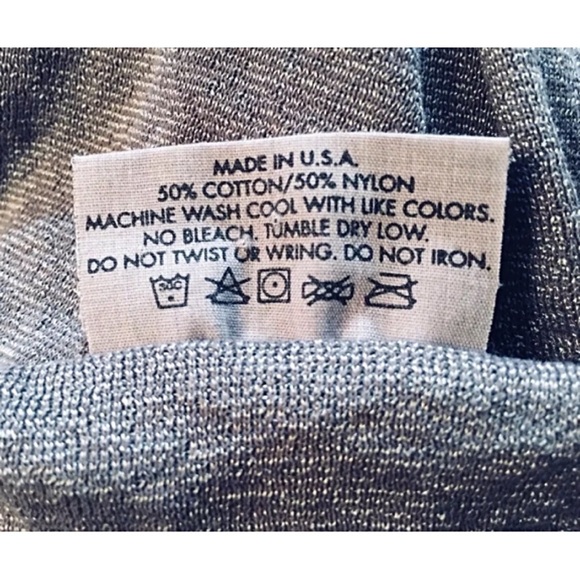 MADE IN U.S.A.
50% COTTON/50% NYLON
MACHINE WASH COOL WITH LIKE COLORS.
NO BLEACH. TUMBLE DRY LOW.
DO NOT TWIST OR WRING. DO NOT IRON.
30C